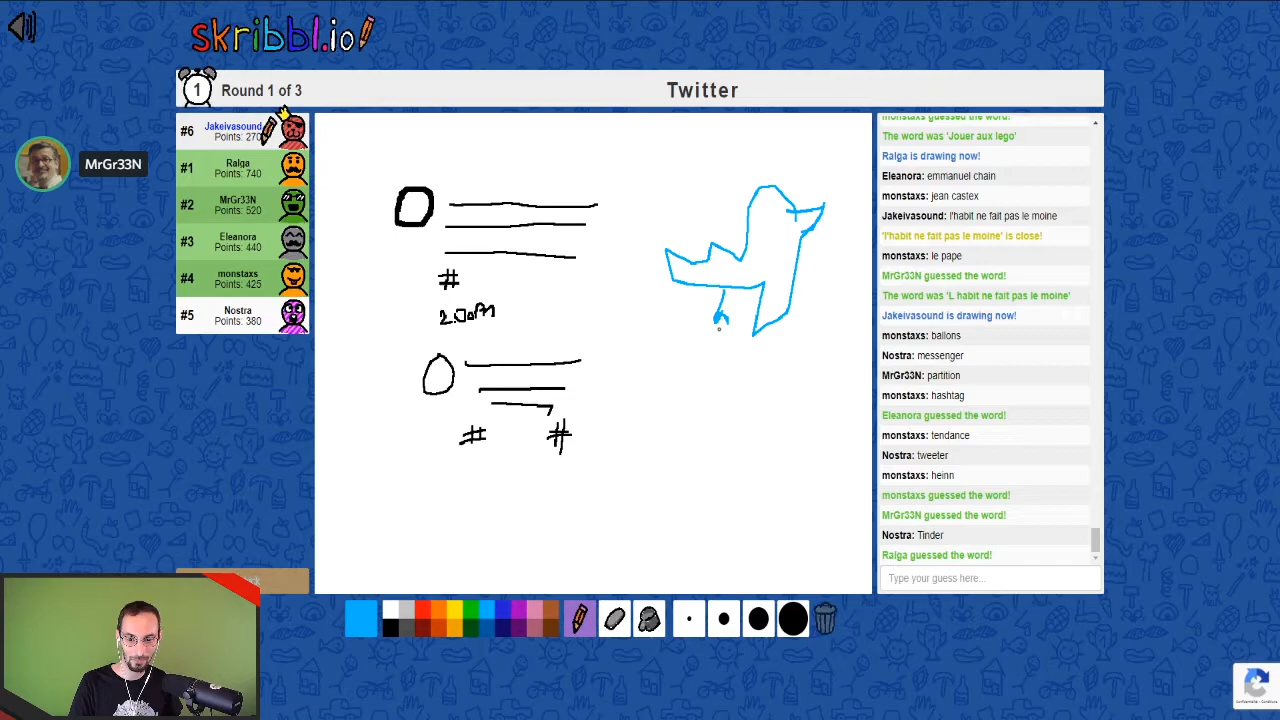 skribbl.io
1
Round 1 of 3
Twitter
#6
Jakeivasound
Points: 270
#1
Ralga
Points: 740
#2
MrGr33N
Points: 520
#3
Eleanora
Points: 440
#4
monstaxs
Points: 425
#5
Nostra
Points: 380
MrGr33N
#
# #
monstaxs guessed the word!
The word was 'Jouer aux lego'
Ralga is drawing now!
Eleanora: emmanuel chain
monstaxs: jean castex
Jakeivasound: l'habit ne fait pas le moine
'l'habit ne fait pas le moine' is close!
monstaxs: le pape
MrGr33N guessed the word!
The word was 'L habit ne fait pas le moine'
Jakeivasound is drawing now!
monstaxs: ballons
Nostra: messenger
MrGr33N: partition
monstaxs: hashtag
Eleanora guessed the word!
monstaxs: tendance
Nostra: tweeter
monstaxs: heinn
monstaxs guessed the word!
MrGr33N guessed the word!
Nostra: Tinder
Ralga guessed the word!
Type your guess here...